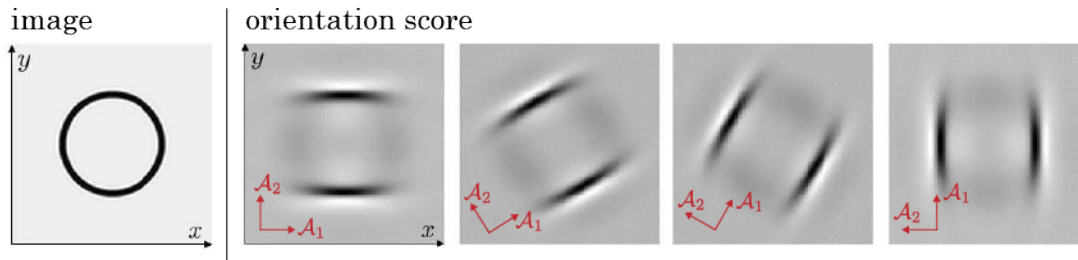 image
orientation score
y
x
y
x
𝒜₂
𝒜₁
𝒜₂
𝒜₁
𝒜₂
𝒜₁
𝒜₂
𝒜₁